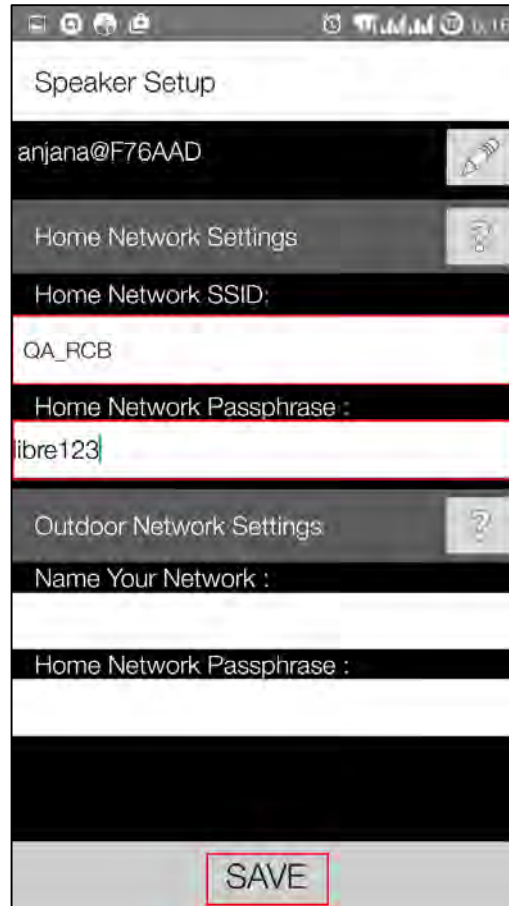 Speaker Setup
anjana@F76AAD
Home Network Settings
?
Home Network SSID:
QA_RCB
Home Network Passphrase :
libre123
Outdoor Network Settings
?
Name Your Network :
Home Network Passphrase :
SAVE